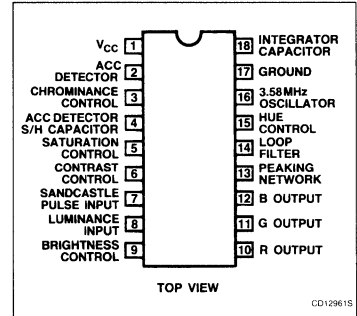 VCC 1
ACC
DETECTOR 2
CHROMINANCE
CONTROL 3
ACC DETECTOR
S/H CAPACITOR 4
SATURATION
CONTROL 5
CONTRAST
CONTROL 6
SANDCASTLE
PULSE INPUT 7
LUMINANCE
INPUT 8
BRIGHTNESS
CONTROL 9
18 INTEGRATOR
CAPACITOR
17 GROUND
16 3.58MHz
OSCILLATOR
15 HUE
CONTROL
14 LOOP
FILTER
13 PEAKING
NETWORK
12 B OUTPUT
11 G OUTPUT
10 R OUTPUT
TOP VIEW
CD12961S